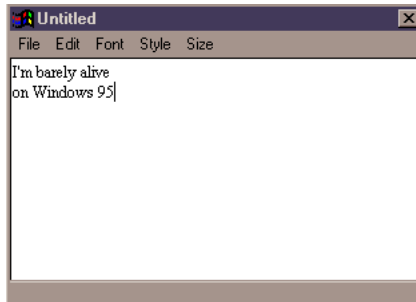 Untitled
File Edit Font Style Size
I'm barely alive
on Windows 95